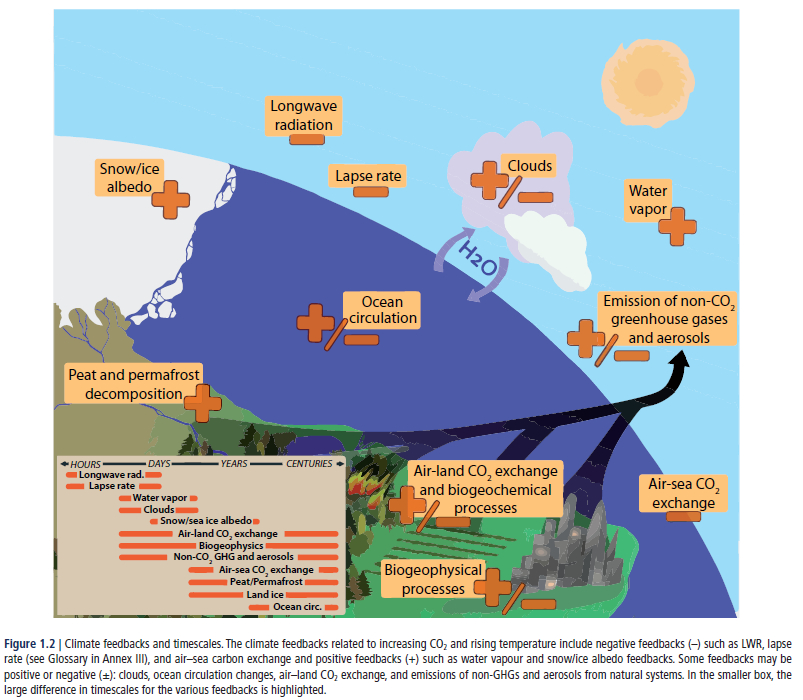 Longwave
radiation
Snow/ice
albedo
Lapse rate
Clouds
Water
vapor
H2O
Ocean
circulation
Emission of non-CO2
greenhouse gases
and aerosols
Peat and permafrost
decomposition
HOURS DAYS YEARS CENTURIES
Longwave rad.
Lapse rate
Water vapor
Clouds
Snow/sea ice albedo
Air-land CO2 exchange
Biogeophysics
Non-CO2 GHG and aerosols
Air-sea CO2 exchange
Peat/Permafrost
Land ice
Ocean circ.
Air-land CO2 exchange
and biogeochemical
processes
Air-sea CO2
exchange
Biogeophysical
processes
Figure 1.2 | Climate feedbacks and timescales. The climate feedbacks related to increasing CO2 and rising temperature include negative feedbacks (–) such as LWR, lapse
rate (see Glossary in Annex III), and air–sea carbon exchange and positive feedbacks (+) such as water vapour and snow/ice albedo feedbacks. Some feedbacks may be
positive or negative (±): clouds, ocean circulation changes, air–land CO2 exchange, and emissions of non-GHGs and aerosols from natural systems. In the smaller box, the
large difference in timescales for the various feedbacks is highlighted.